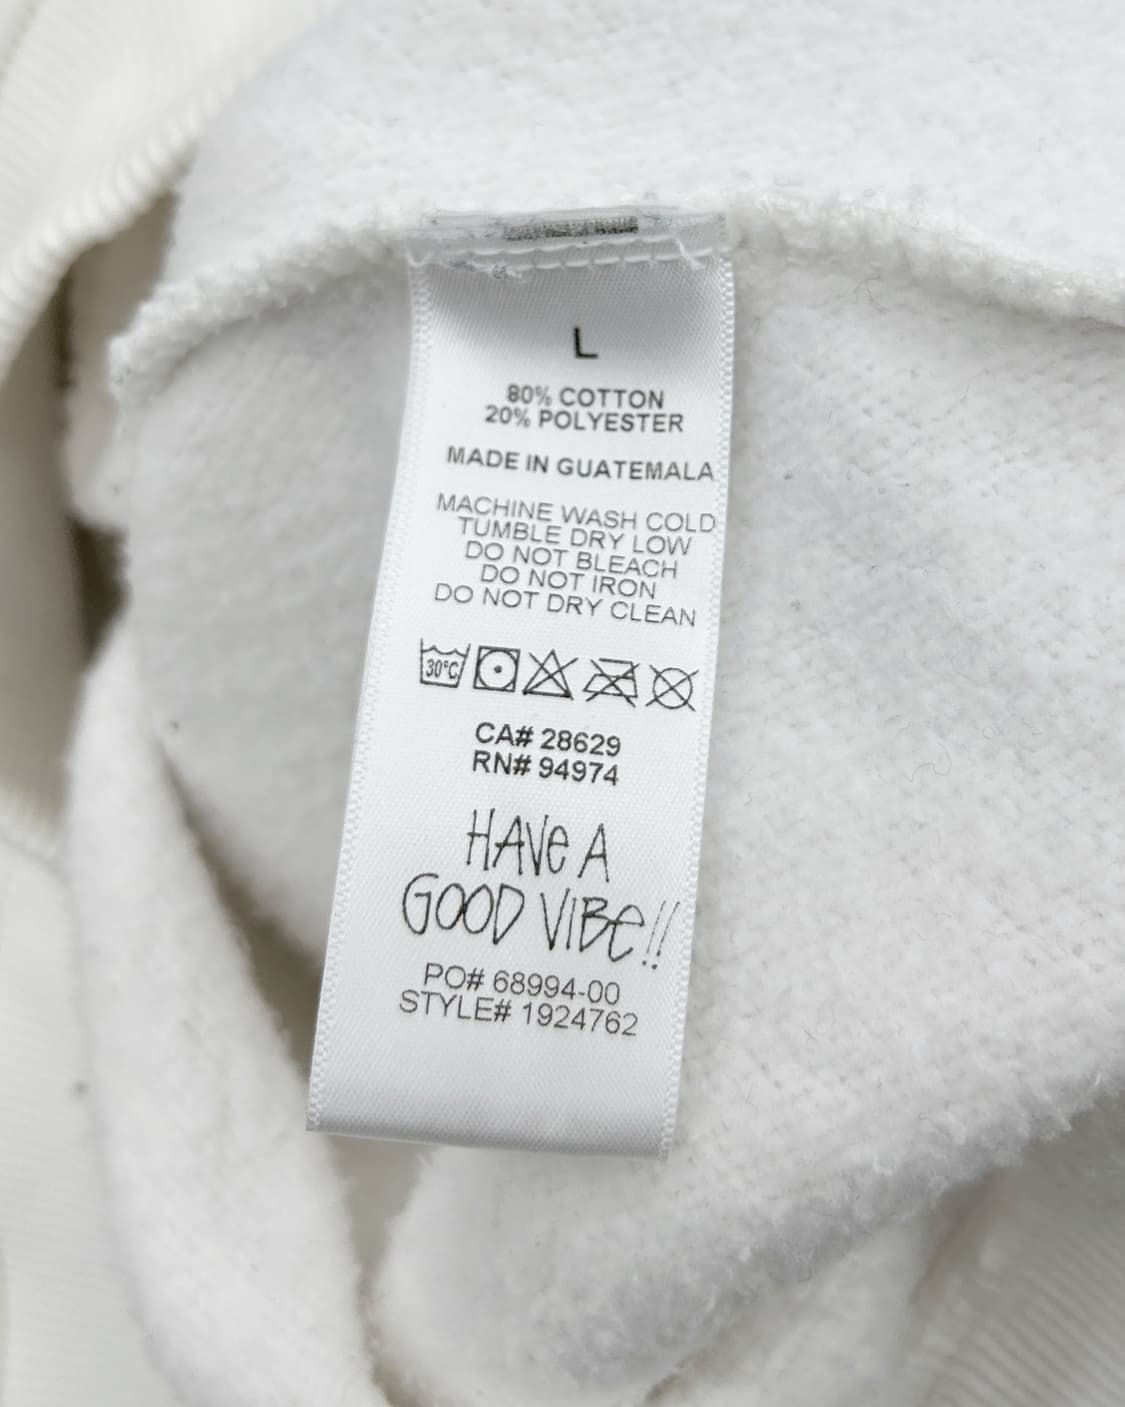 L
80% COTTON
20% POLYESTER
MADE IN GUATEMALA
MACHINE WASH COLD
TUMBLE DRY LOW
DO NOT BLEACH
DO NOT IRON
DO NOT DRY CLEAN
30°C
CA# 28629
RN# 94974
HAVE A
GOOD VIBE!!
PO# 68994-00
STYLE# 1924762